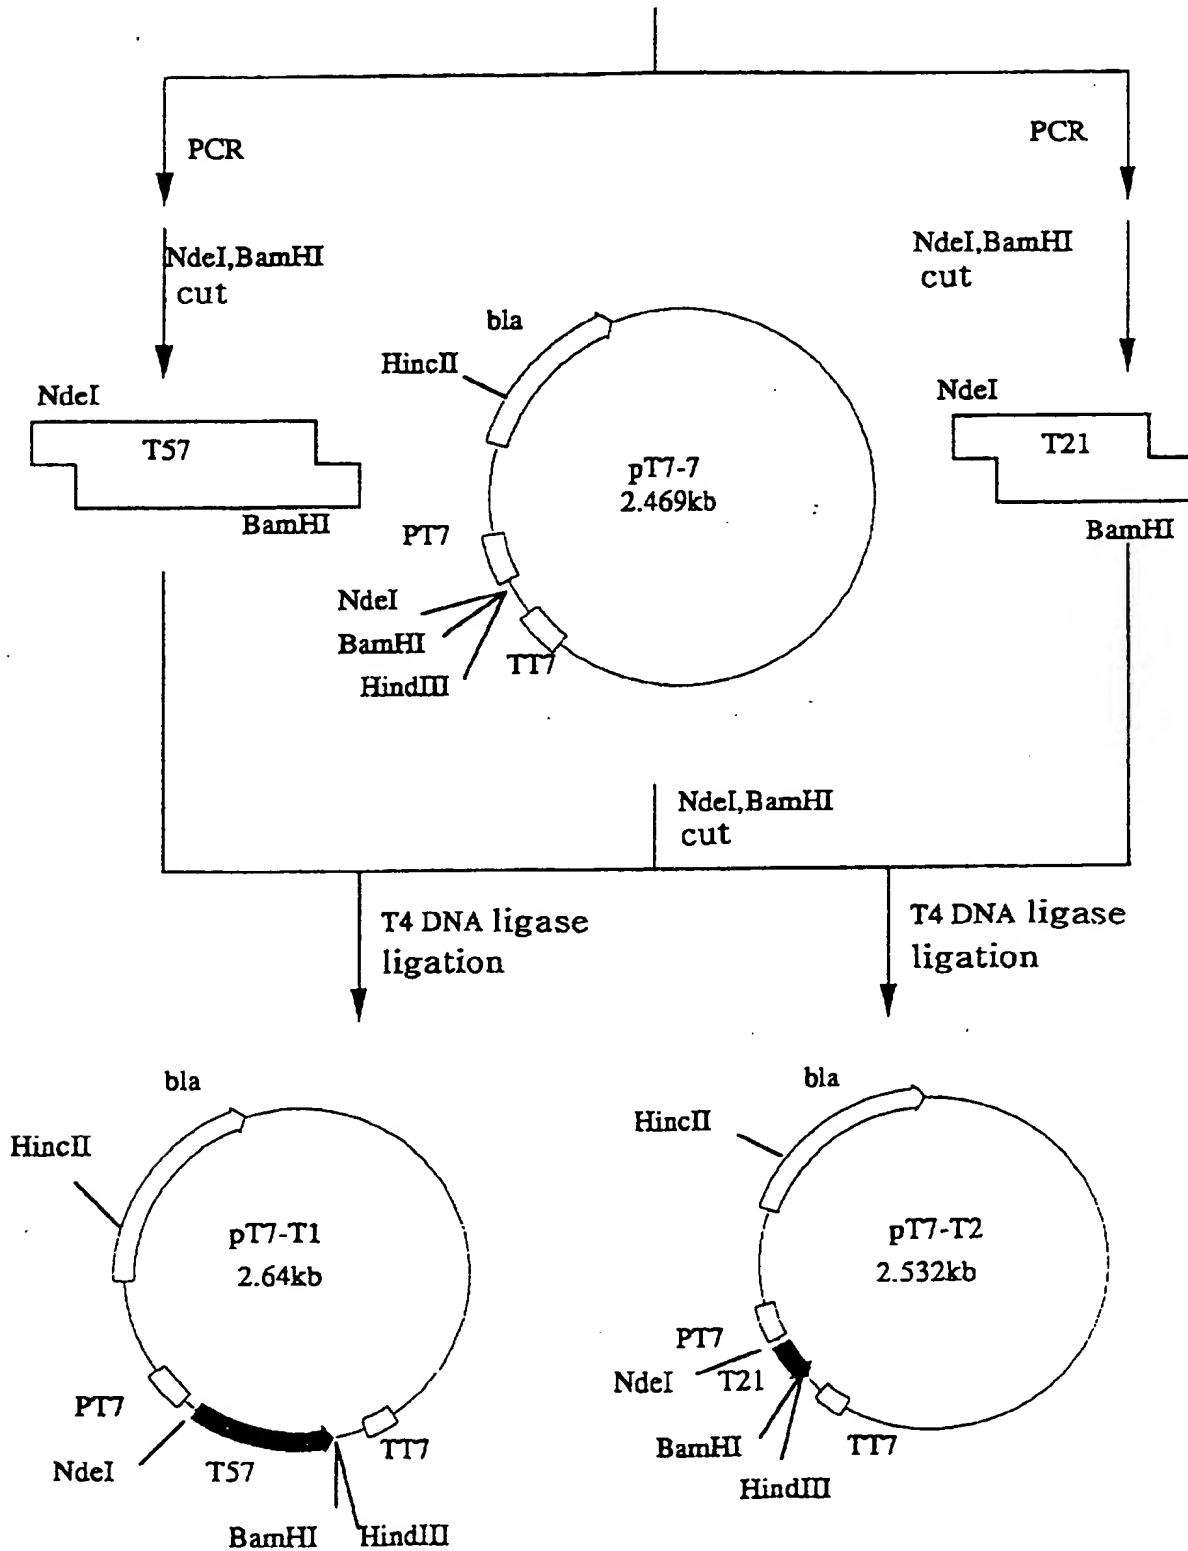 PCR
PCR
NdeI,BamHI
cut
NdeI,BamHI
cut
bla
HincII
NdeI
T57
BamHI
pT7-7
2.469kb
NdeI
T21
BamHI
PT7
NdeI
BamHI
HindIII
TT7
NdeI,BamHI
cut
T4 DNA ligase
ligation
T4 DNA ligase
ligation
bla
HincII
pT7-T1
2.64kb
PT7
NdeI
T57
BamHI
HindIII
TT7
bla
HincII
pT7-T2
2.532kb
PT7
NdeI
T21
BamHI
HindIII
TT7